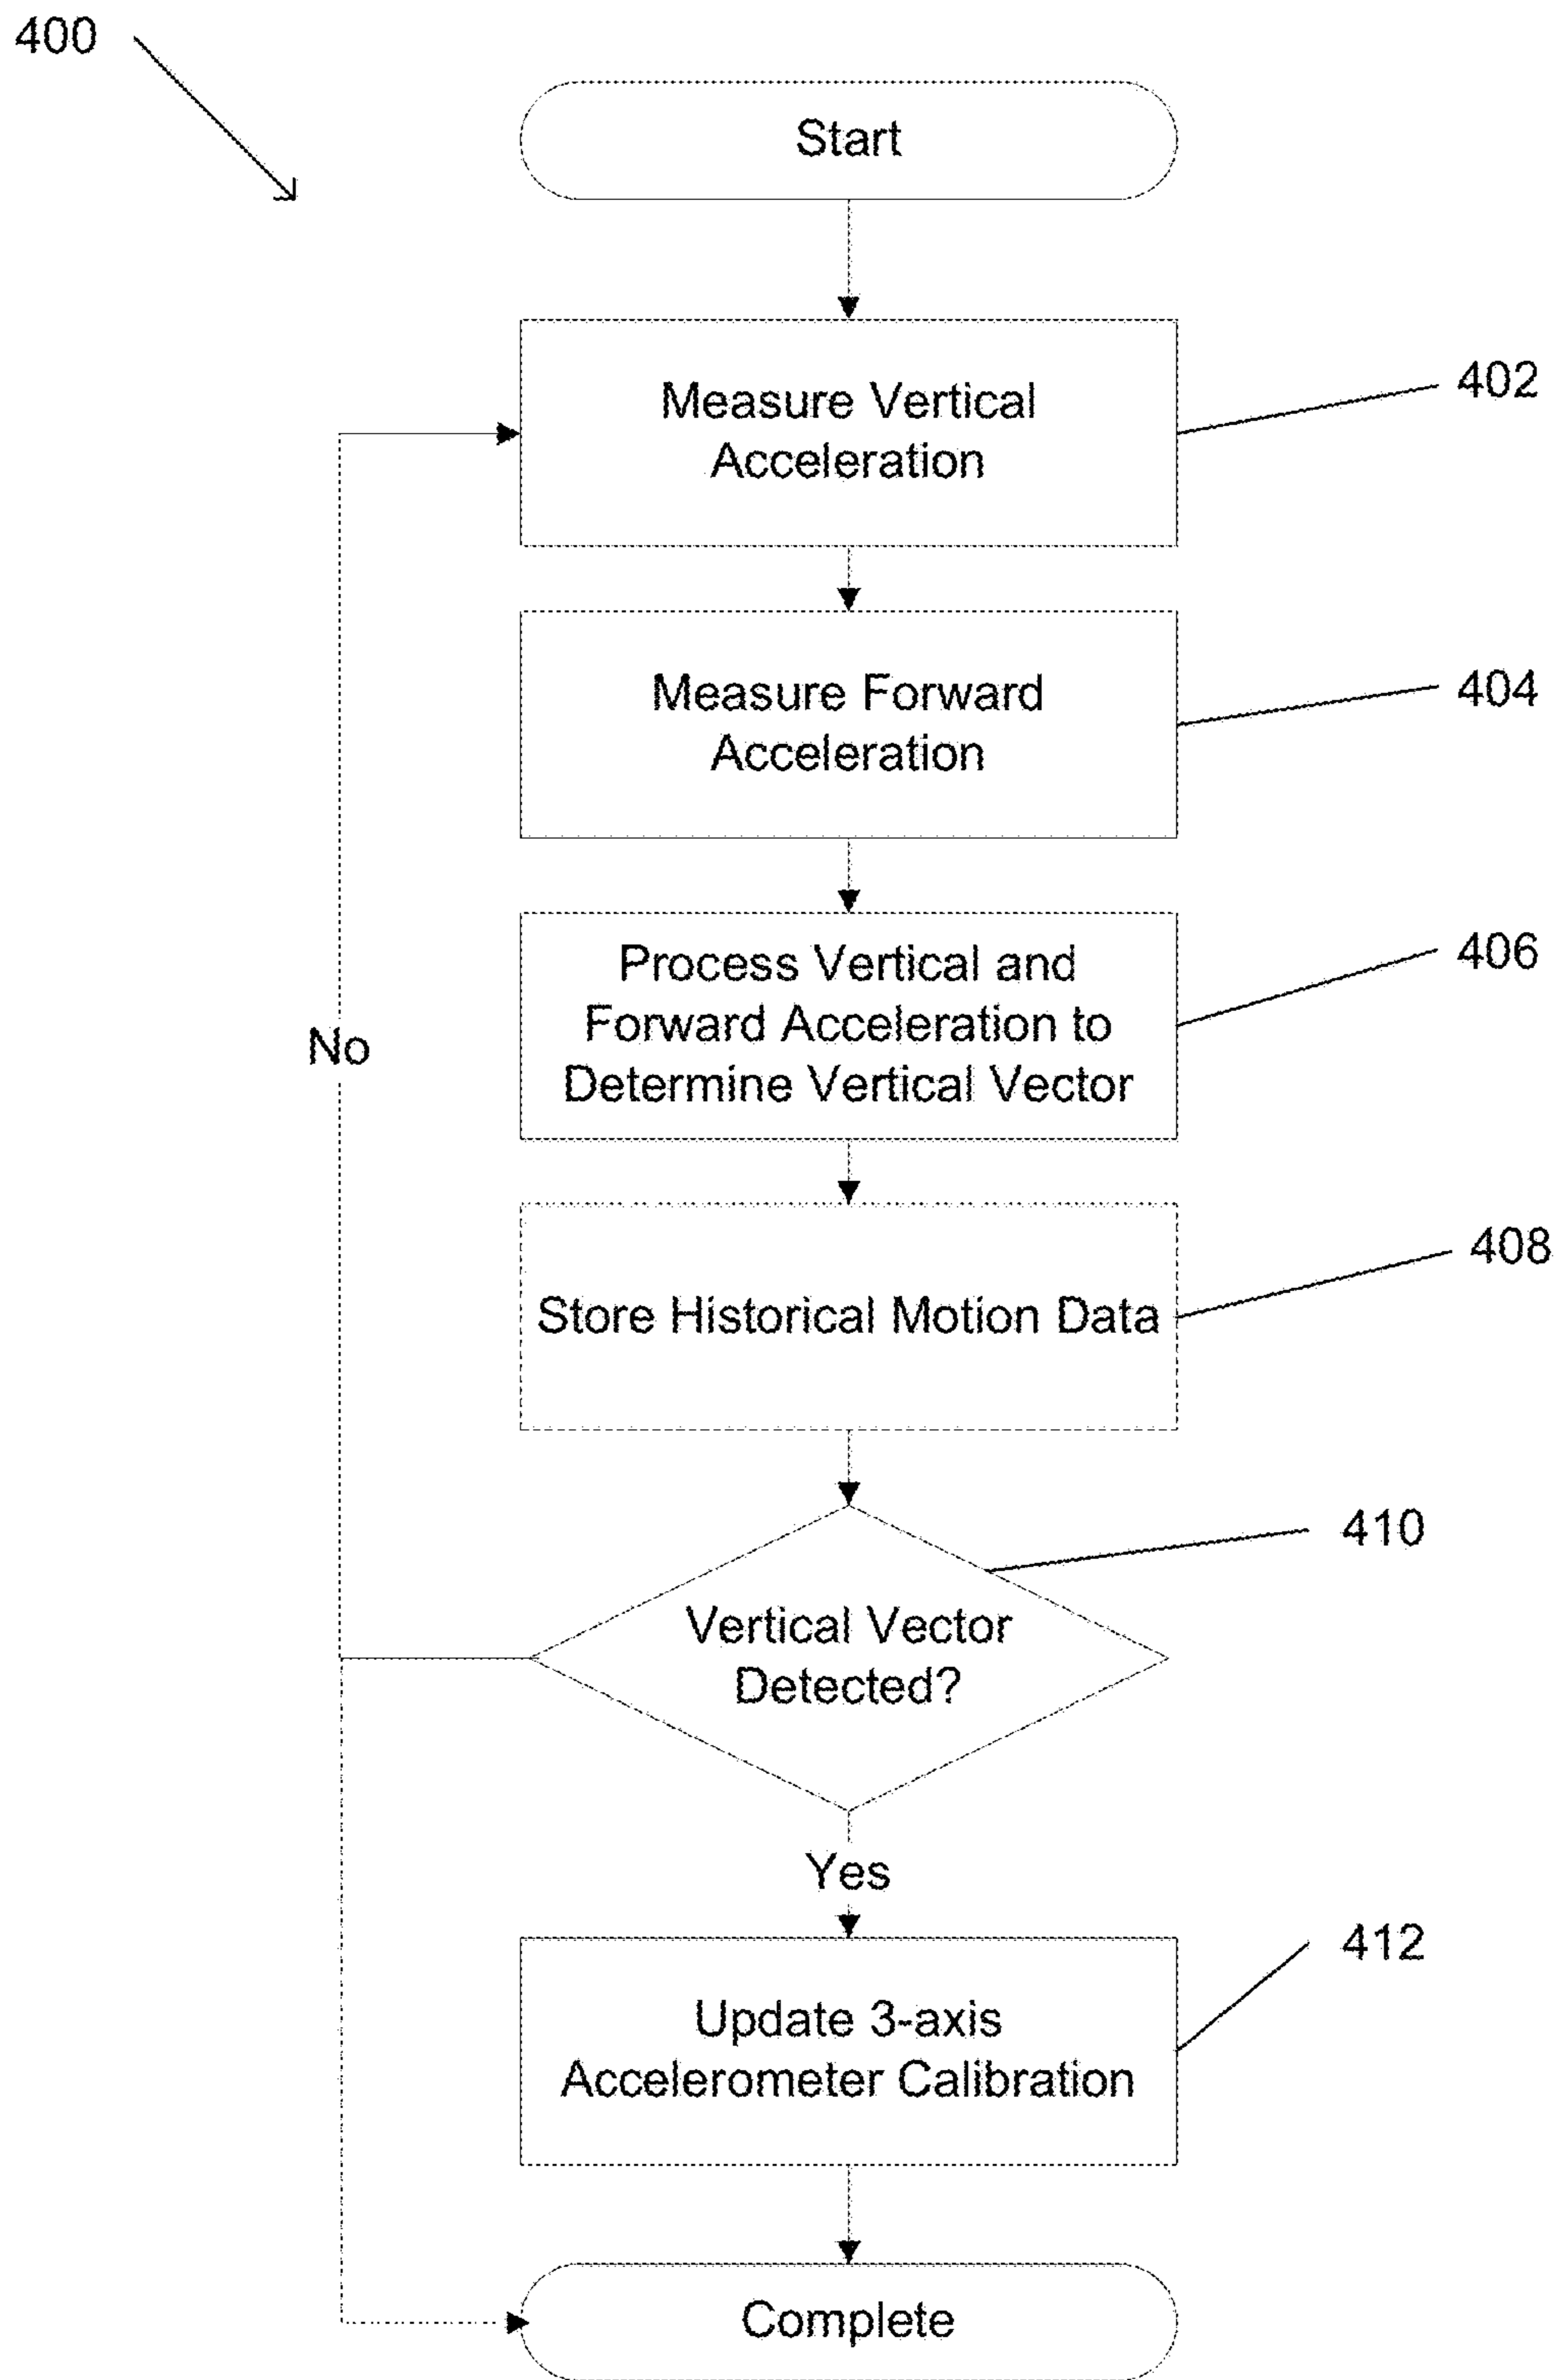 400
Start
Measure Vertical
Acceleration
402
Measure Forward
Acceleration
404
Process Vertical and
Forward Acceleration to
Determine Vertical Vector
406
No
Store Historical Motion Data
408
Vertical Vector
Detected?
410
Yes
Update 3-axis
Accelerometer Calibration
412
Complete